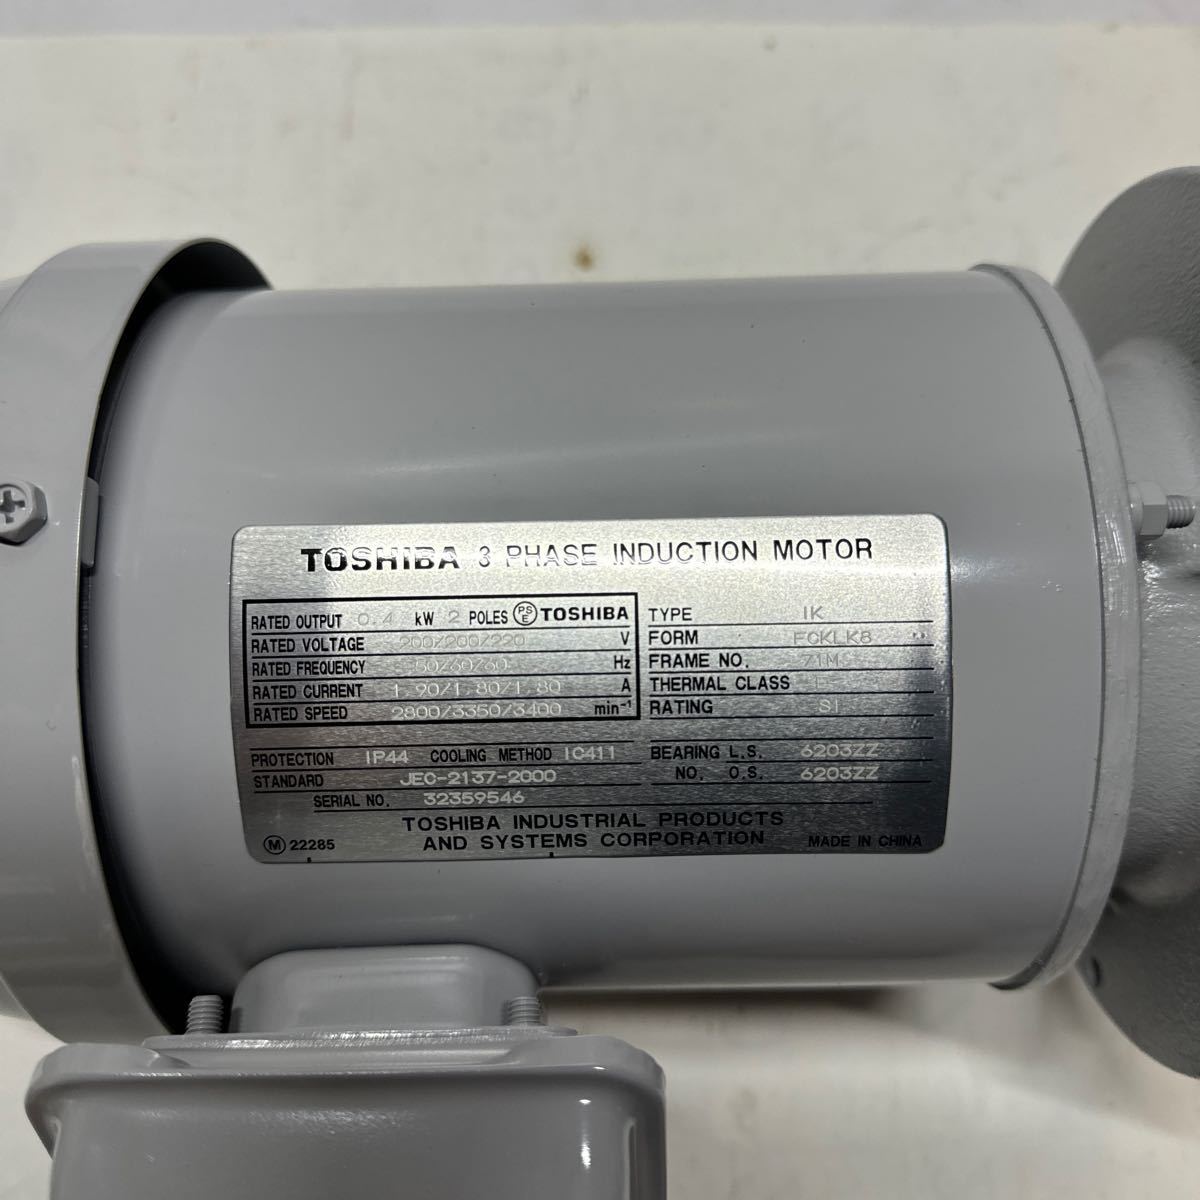 TOSHIBA 3 PHASE INDUCTION MOTOR
RATED OUTPUT 0.4 kW 2 POLES PSE TOSHIBA
RATED VOLTAGE 200/200/220 V
RATED FREQUENCY 50/60/60 Hz
RATED CURRENT 1.90/1.80/1.80 A
RATED SPEED 2800/3350/3400 min-1
TYPE IK
FORM FCKLK8
FRAME NO. 71M
THERMAL CLASS
RATING S1
PROTECTION IP44 COOLING METHOD IC411
STANDARD JEC-2137-2000
SERIAL NO. 32359546
BEARING L.S. 6203ZZ
NO. O.S. 6203ZZ
TOSHIBA INDUSTRIAL PRODUCTS
AND SYSTEMS CORPORATION
M 22285
MADE IN CHINA